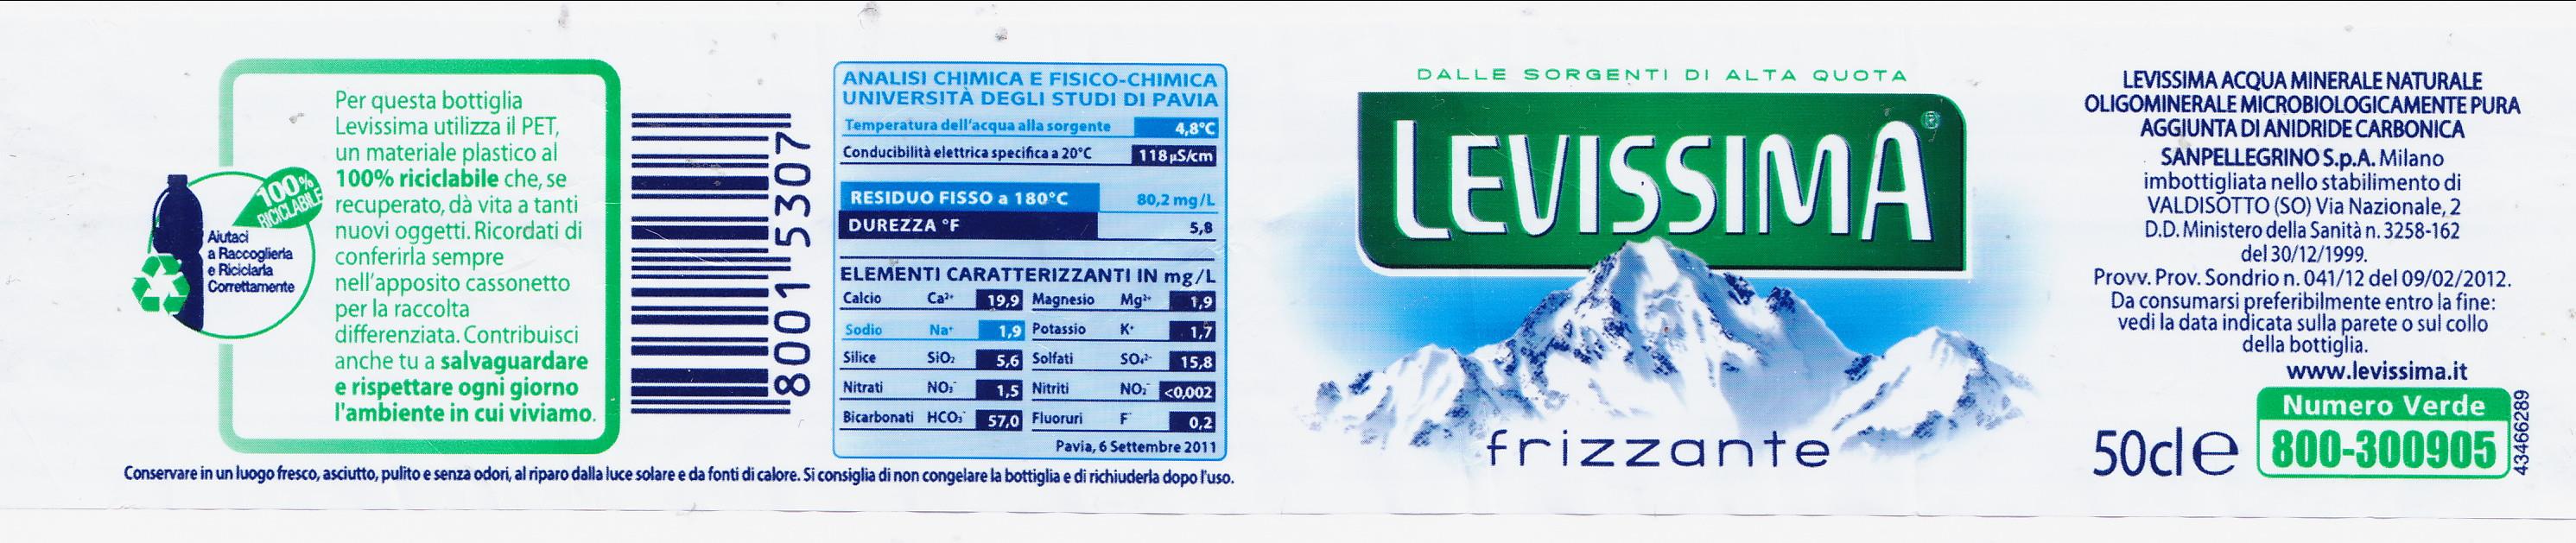 Per questa bottiglia
Levissima utilizza il PET,
un materiale plastico al
100% riciclabile che, se
recuperato, dà vita a tanti
nuovi oggetti. Ricordati di
conferirla sempre
nell'apposito cassonetto
per la raccolta
differenziata. Contribuisci
anche tu a salvaguardare
e rispettare ogni giorno
l'ambiente in cui viviamo.
100%
RICICLABILE
Aiutaci
a Raccoglierla
e Riciclarla
Correttamente
8001 5307
ANALISI CHIMICA E FISICO-CHIMICA
UNIVERSITÀ DEGLI STUDI DI PAVIA
Temperatura dell'acqua alla sorgente 4,8°C
Conducibilità elettrica specifica a 20°C 118 µS/cm
RESIDUO FISSO a 180°C 80,2 mg/L
DUREZZA °F 5,8
ELEMENTI CARATTERIZZANTI IN mg/L
Calcio Ca²⁺ 19,9 Magnesio Mg²⁺ 1,9
Sodio Na⁺ 1,9 Potassio K⁺ 1,7
Silice SiO₂ 5,6 Solfati SO₄²⁻ 15,8
Nitrati NO₃⁻ 1,5 Nitriti NO₂⁻ <0,002
Bicarbonati HCO₃⁻ 57,0 Fluoruri F⁻ 0,2
Pavia, 6 Settembre 2011
Conservare in un luogo fresco, asciutto, pulito e senza odori, al riparo dalla luce solare e da fonti di calore. Si consiglia di non congelare la bottiglia e di richiuderla dopo l'uso.
DALLE SORGENTI DI ALTA QUOTA
LEVISSIMA®
frizzante
LEVISSIMA ACQUA MINERALE NATURALE
OLIGOMINERALE MICROBIOLOGICAMENTE PURA
AGGIUNTA DI ANIDRIDE CARBONICA
SANPELLEGRINO S.p.A. Milano
imbottigliata nello stabilimento di
VALDISOTTO (SO) Via Nazionale, 2
D.D. Ministero della Sanità n. 3258-162
del 30/12/1999.
Provv. Prov. Sondrio n. 041/12 del 09/02/2012.
Da consumarsi preferibilmente entro la fine:
vedi la data indicata sulla parete o sul collo
della bottiglia.
www.levissima.it
50cl e
Numero Verde
800-300905
43466289